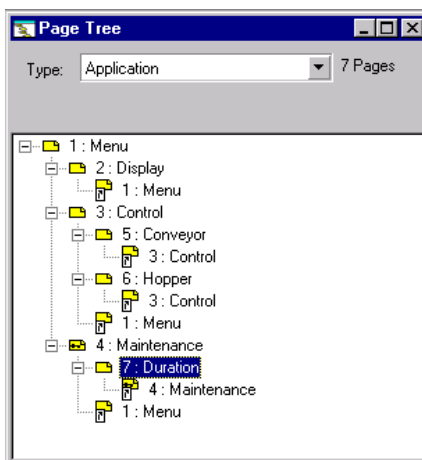 Page Tree
Type: Application 7 Pages
1 : Menu
2 : Display
1 : Menu
3 : Control
5 : Conveyor
3 : Control
6 : Hopper
3 : Control
1 : Menu
4 : Maintenance
7 : Duration
4 : Maintenance
1 : Menu